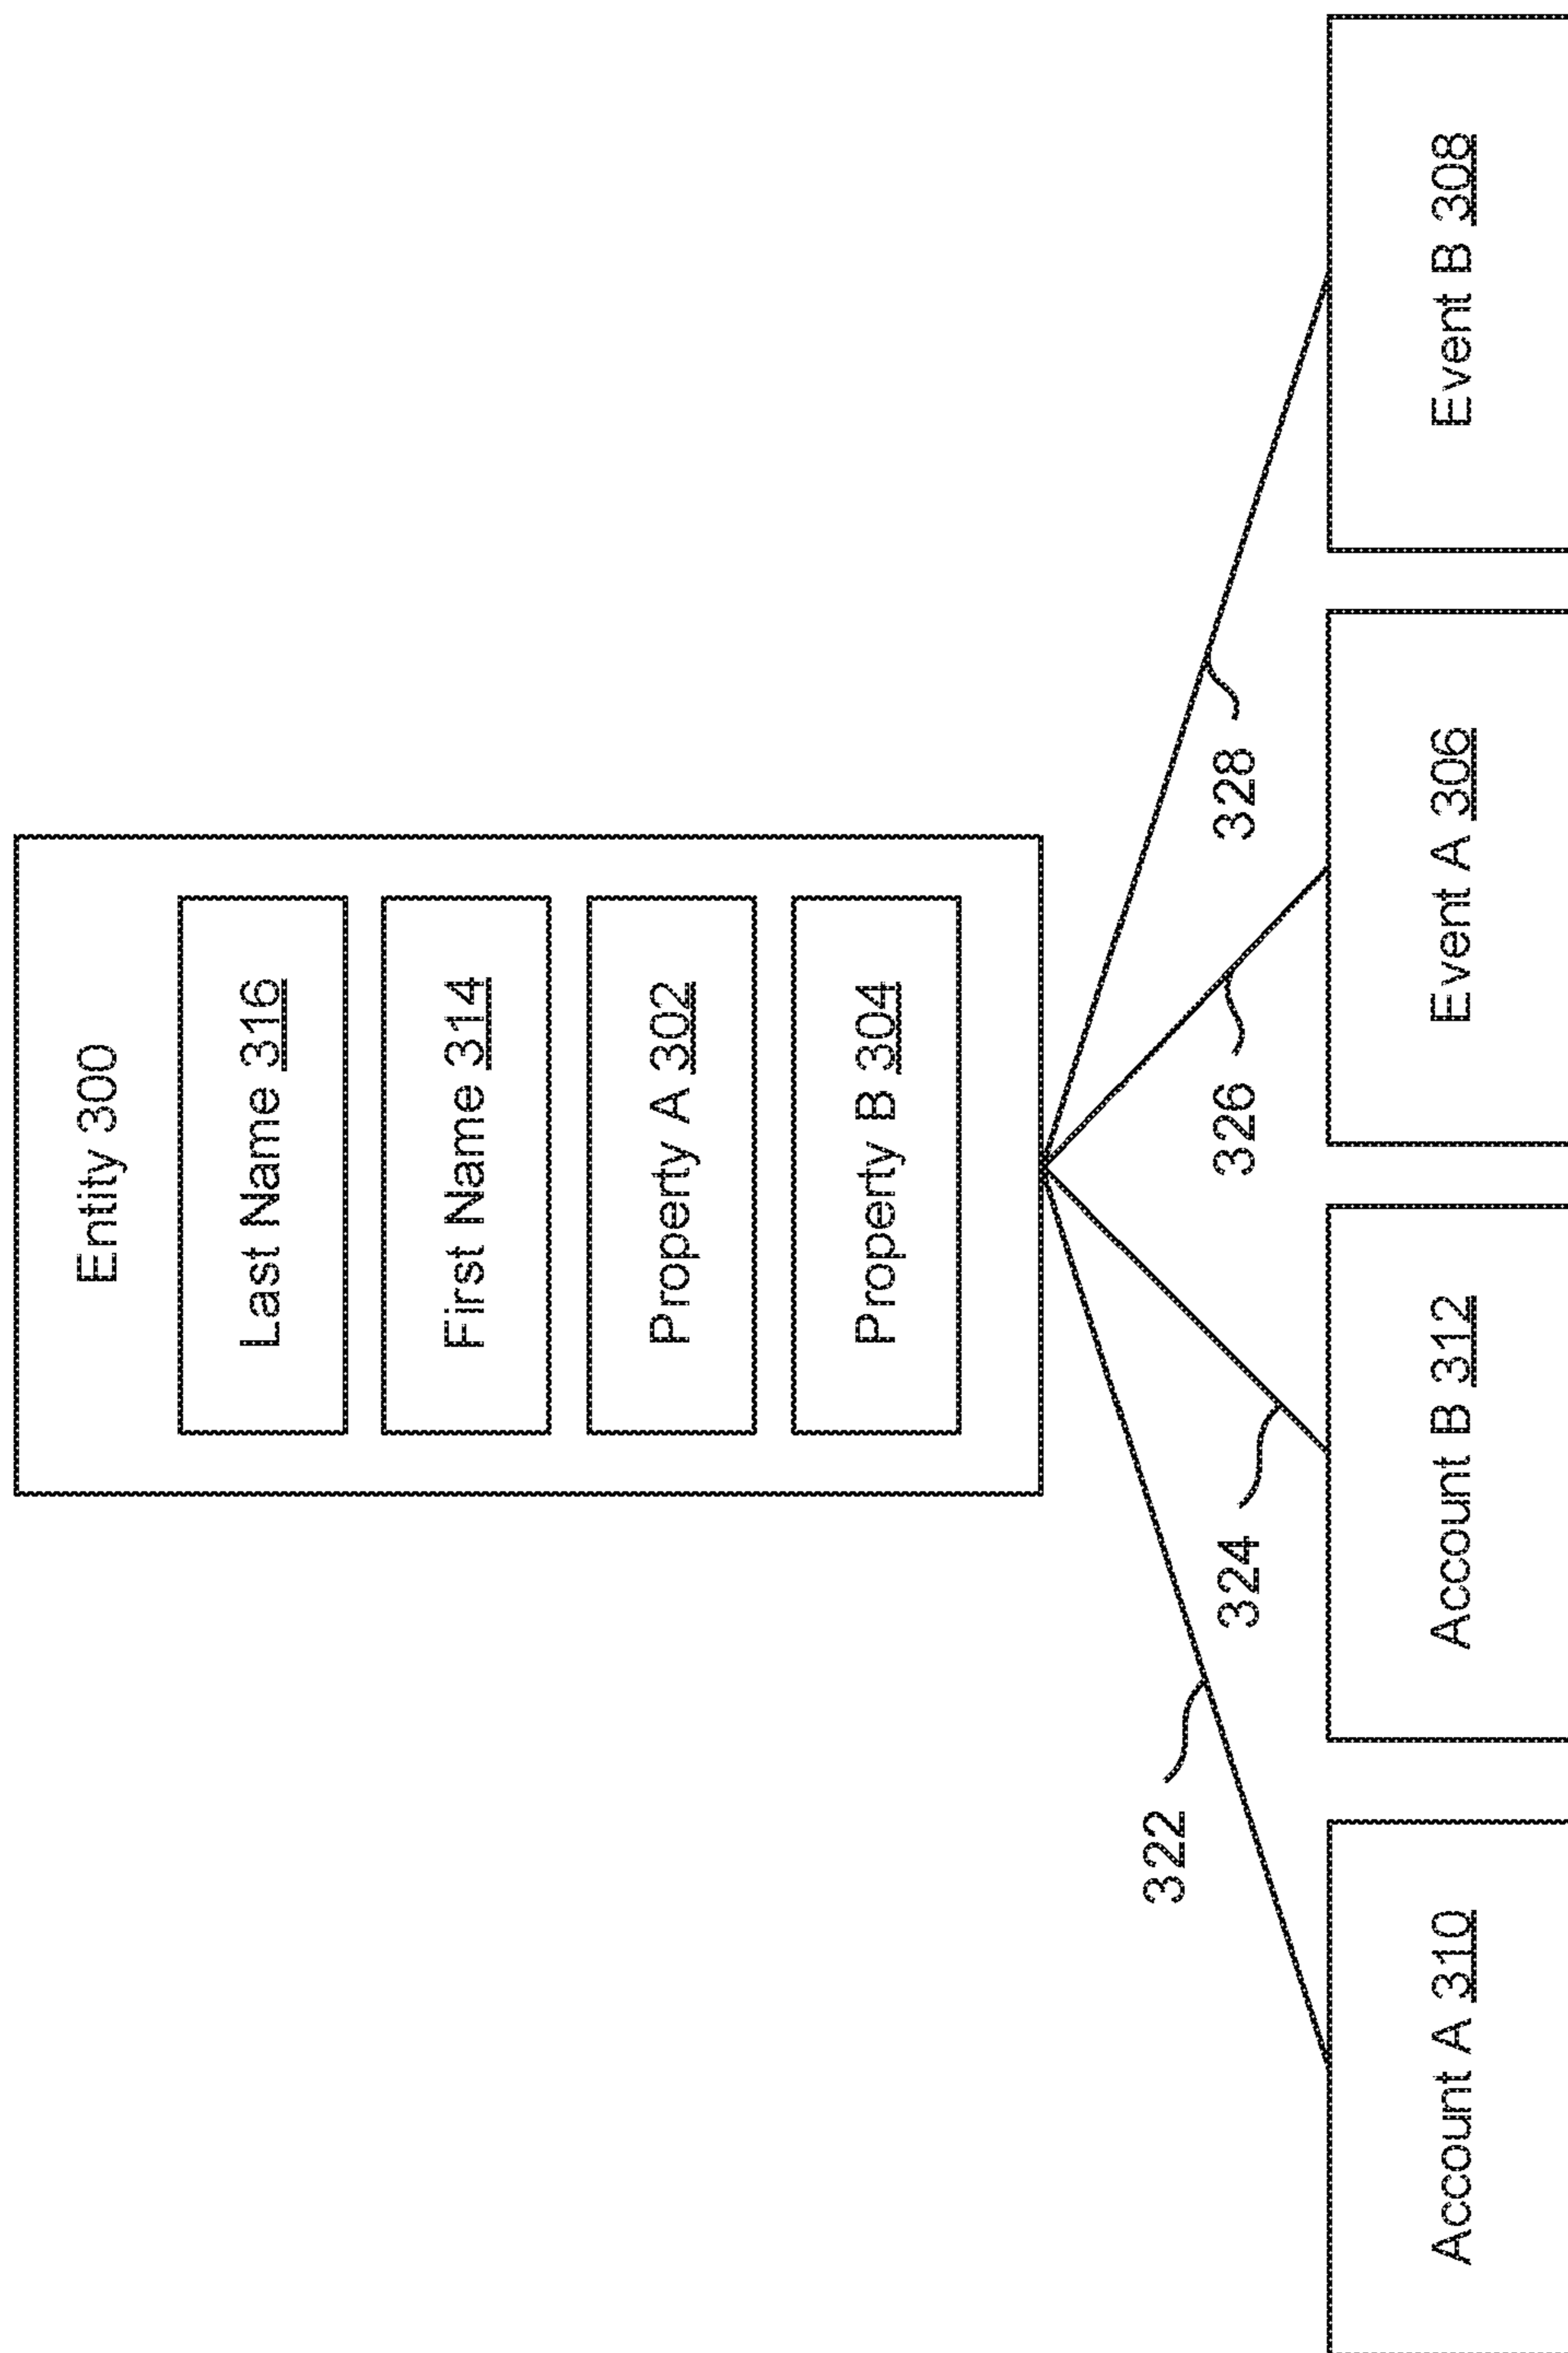 Entity 300
Last Name 316
First Name 314
Property A 302
Property B 304
322
324
326
328
Account A 310
Account B 312
Event A 306
Event B 308